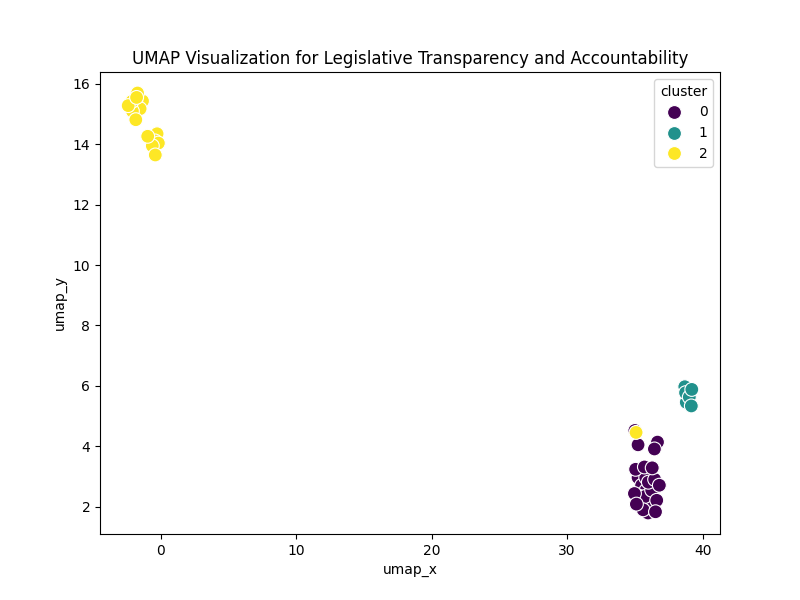 UMAP Visualization for Legislative Transparency and Accountability
16
14
12
10
8
6
4
2
umap_y
cluster
0
1
2
0 10 20 30 40
umap_x